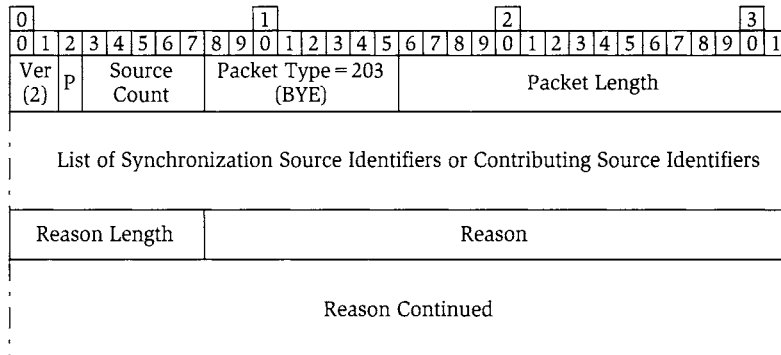 0 1 2 3
0 1 2 3 4 5 6 7 8 9 0 1 2 3 4 5 6 7 8 9 0 1 2 3 4 5 6 7 8 9 0 1
Ver (2) P Source Count Packet Type = 203 (BYE) Packet Length
List of Synchronization Source Identifiers or Contributing Source Identifiers
Reason Length Reason
Reason Continued